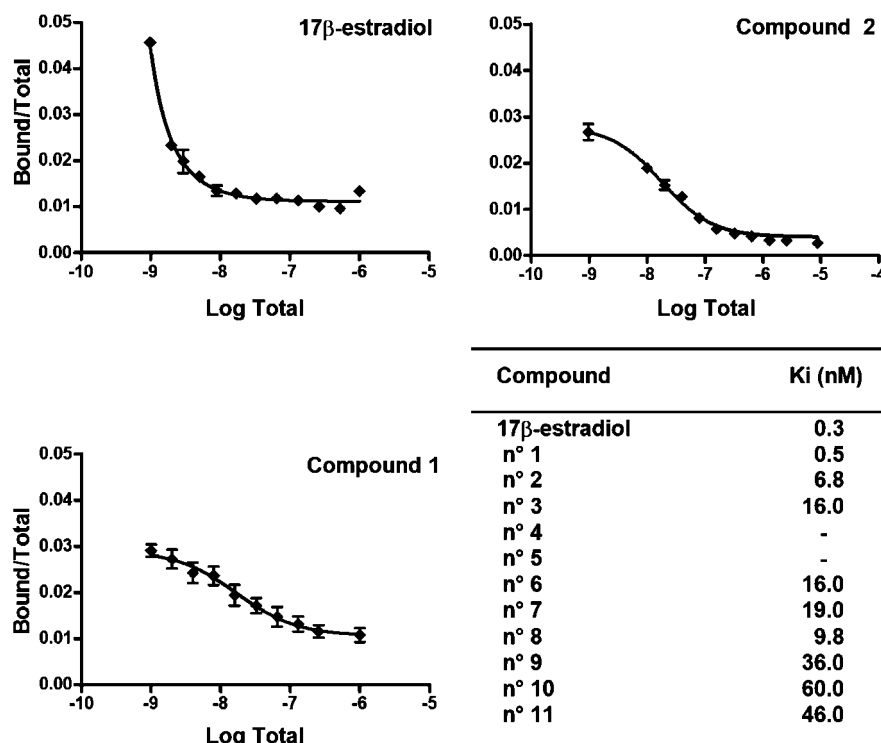 17β-estradiol
Bound/Total
0.05
0.04
0.03
0.02
0.01
0.00
-10 -9 -8 -7 -6 -5
Log Total
Compound 2
0.05
0.04
0.03
0.02
0.01
0.00
-10 -9 -8 -7 -6 -5 -4
Log Total
Compound 1
Bound/Total
0.05
0.04
0.03
0.02
0.01
0.00
-10 -9 -8 -7 -6 -5
Log Total
Compound Ki (nM)
17β-estradiol 0.3
n° 1 0.5
n° 2 6.8
n° 3 16.0
n° 4 -
n° 5 -
n° 6 16.0
n° 7 19.0
n° 8 9.8
n° 9 36.0
n° 10 60.0
n° 11 46.0